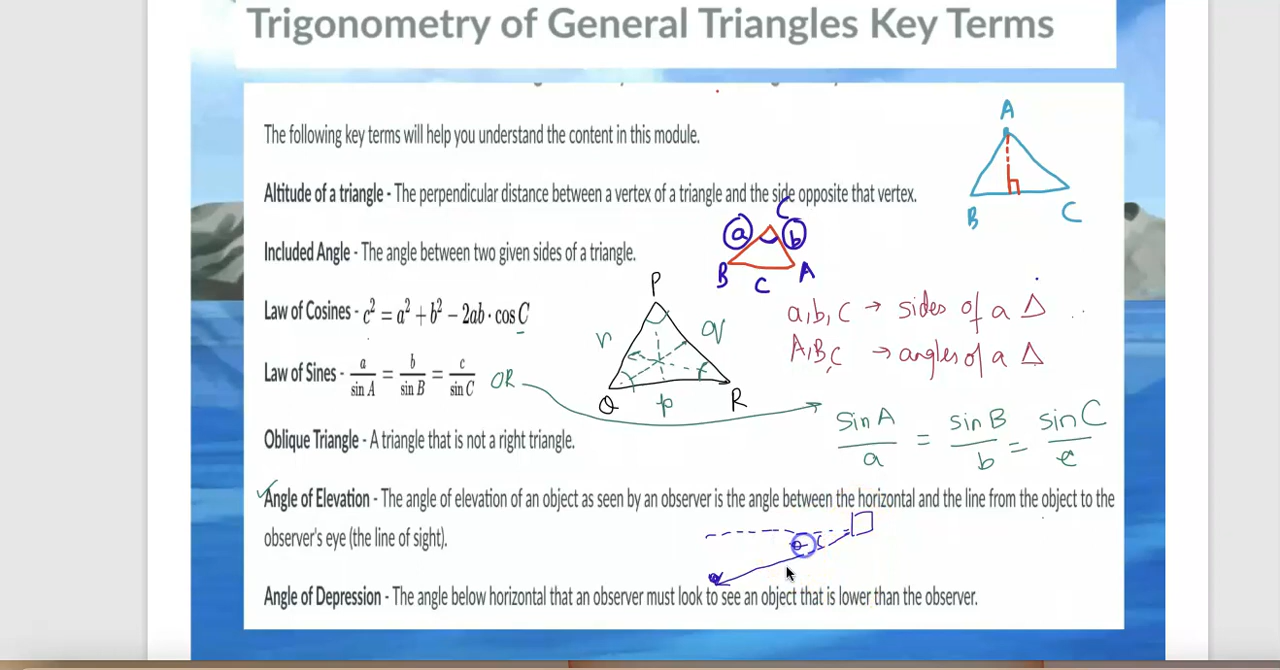 Trigonometry of General Triangles Key Terms
The following key terms will help you understand the content in this module.
A
B
C
Altitude of a triangle - The perpendicular distance between a vertex of a triangle and the side opposite that vertex.
C
a
b
Included Angle - The angle between two given sides of a triangle.
B
C
A
P
Law of Cosines - c² = a² + b² − 2ab · cos C
r
q
a, b, C → sides of a Δ
A, B, C → angles of a Δ
Law of Sines - a/sin A = b/sin B = c/sin C OR
Q
p
R
sin A/a = sin B/b = sin C/c
Oblique Triangle - A triangle that is not a right triangle.
Angle of Elevation - The angle of elevation of an object as seen by an observer is the angle between the horizontal and the line from the object to the
observer's eye (the line of sight).
θ
Angle of Depression - The angle below horizontal that an observer must look to see an object that is lower than the observer.